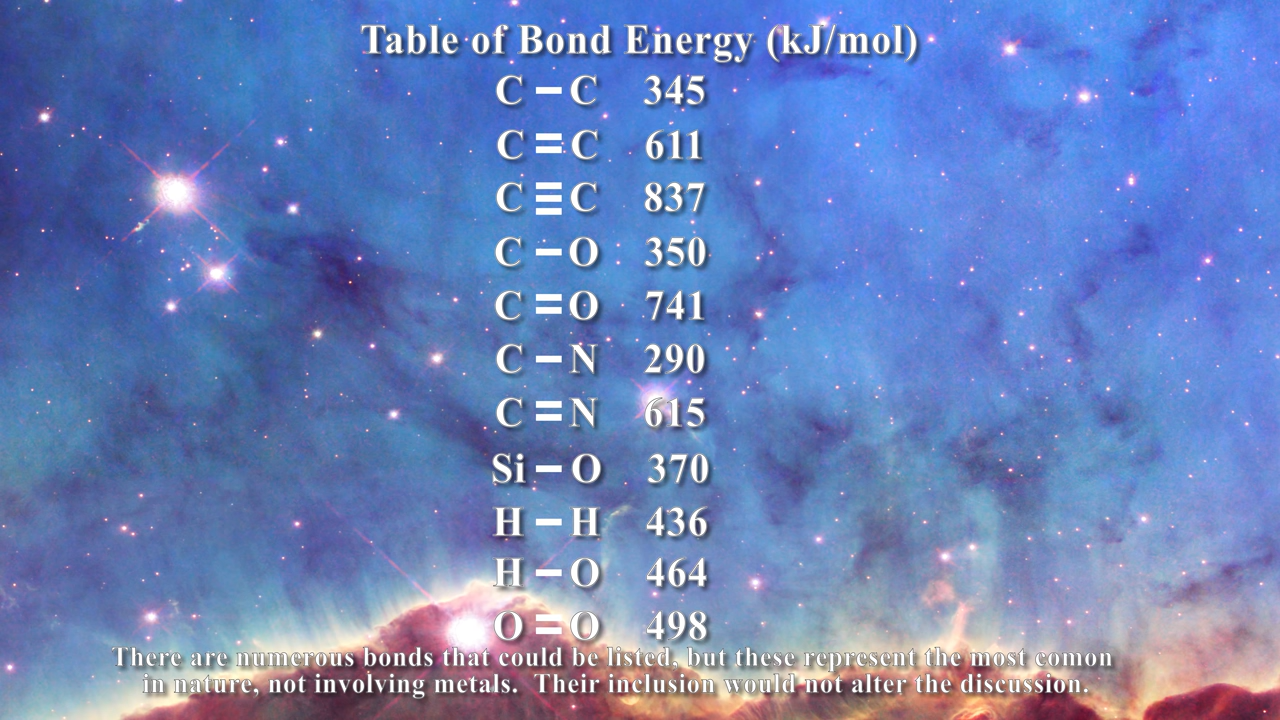 Table of Bond Energy (kJ/mol)
C – C 345
C = C 611
C ≡ C 837
C – O 350
C = O 741
C – N 290
C = N 615
Si – O 370
H – H 436
H – O 464
O = O 498
There are numerous bonds that could be listed, but these represent the most comon
in nature, not involving metals. Their inclusion would not alter the discussion.